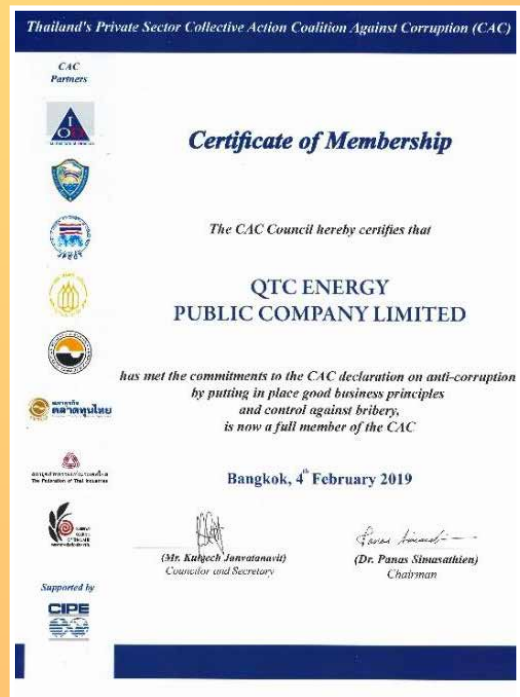 Thailand's Private Sector Collective Action Coalition Against Corruption (CAC)
CAC
Partners
IOD
Certificate of Membership
The CAC Council hereby certifies that
QTC ENERGY
PUBLIC COMPANY LIMITED
has met the commitments to the CAC declaration on anti-corruption
by putting in place good business principles
and control against bribery,
is now a full member of the CAC
ตลาดทุนไทย
The Federation of Thai Industries
Bangkok, 4th February 2019
(Mr. Kulvech Janvatanavit)
Councilor and Secretary
(Dr. Panas Simasathien)
Chairman
Supported by
CIPE